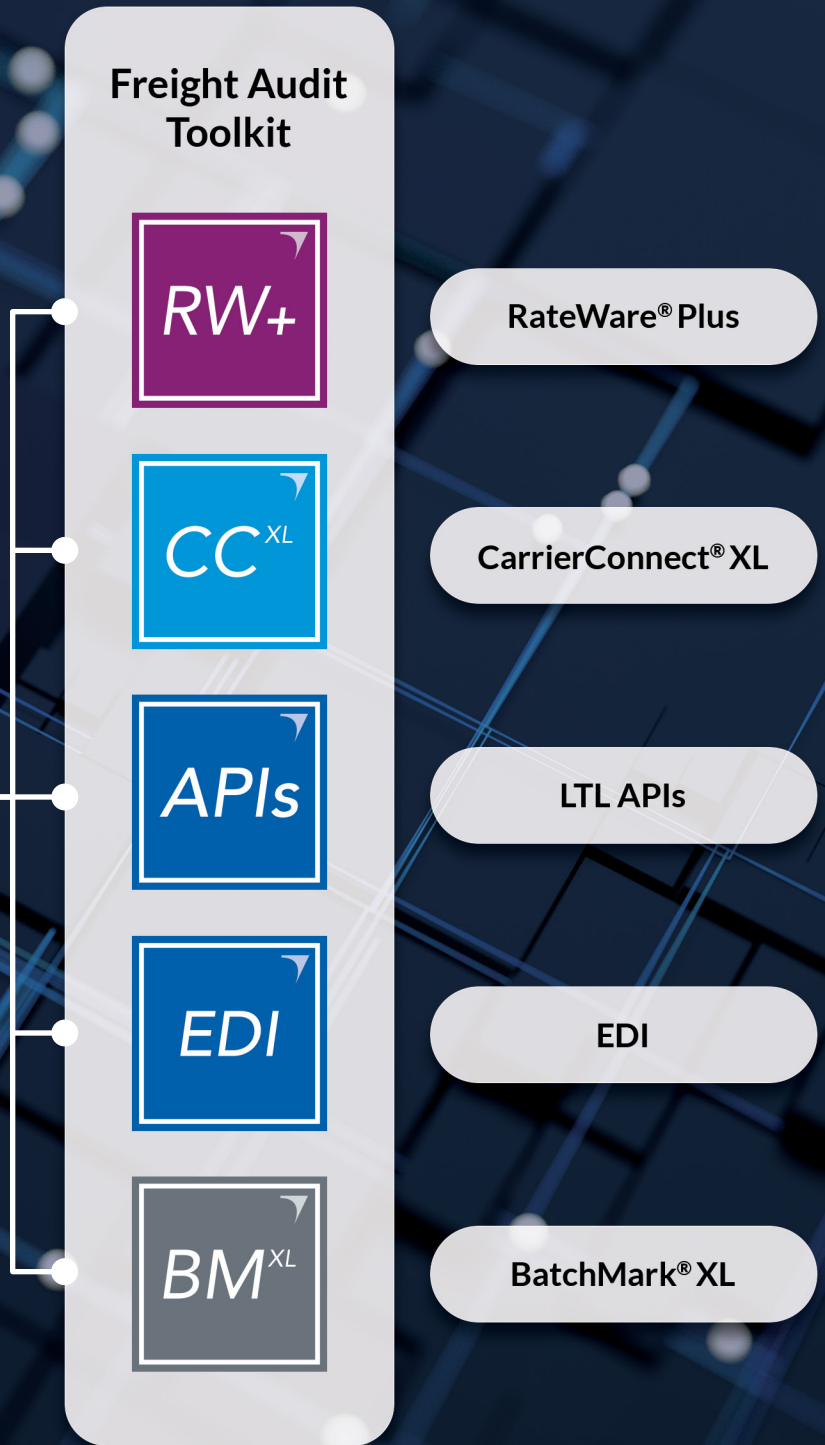 Freight Audit
Toolkit
RW+
RateWare® Plus
CC XL
CarrierConnect® XL
APIs
LTL APIs
EDI
EDI
BM XL
BatchMark® XL